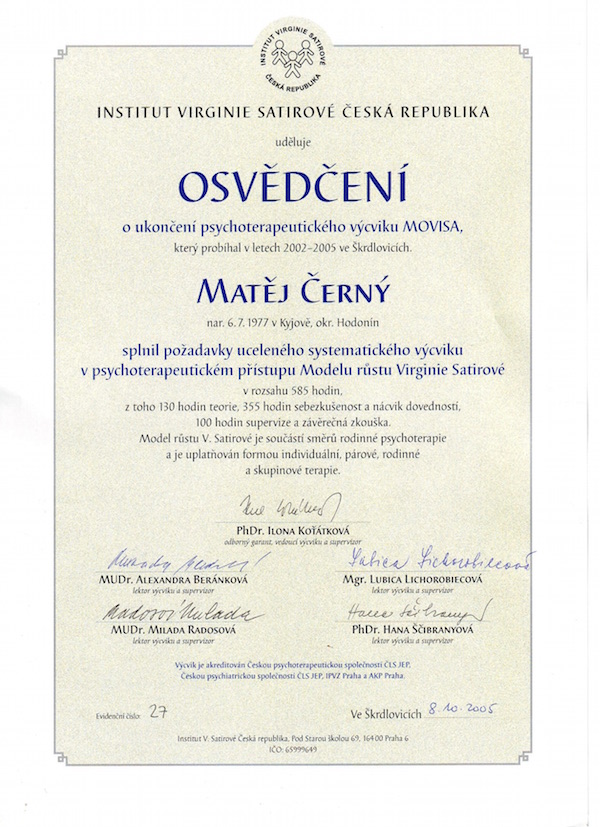 INSTITUT VIRGINIE SATIROVÉ
ČESKÁ REPUBLIKA
INSTITUT VIRGINIE SATIROVÉ ČESKÁ REPUBLIKA
uděluje
OSVĚDČENÍ
o ukončení psychoterapeutického výcviku MOVISA,
který probíhal v letech 2002–2005 ve Škrdlovicích.
MATĚJ ČERNÝ
nar. 6. 7. 1977 v Kyjově, okr. Hodonín
splnil požadavky uceleného systematického výcviku
v psychoterapeutickém přístupu Modelu růstu Virginie Satirové
v rozsahu 585 hodin,
z toho 130 hodin teorie, 355 hodin sebezkušenost a nácvik dovedností,
100 hodin supervize a závěrečná zkouška.
Model růstu V. Satirové je součástí směrů rodinné psychoterapie
a je uplatňován formou individuální, párové, rodinné
a skupinové terapie.
PhDr. ILONA KOŤÁTKOVÁ
odborný garant, vedoucí výcviku a supervizor
Lubica Lichorobiecová
MUDr. ALEXANDRA BERÁNKOVÁ Mgr. LUBICA LICHOROBIECOVÁ
lektor výcviku a supervizor lektor výcviku a supervizor
Radosová Milada Hana Ščibranyová
MUDr. MILADA RADOSOVÁ PhDr. HANA ŠČIBRANYOVÁ
lektor výcviku a supervizor lektor výcviku a supervizor
Výcvik je akreditován Českou psychoterapeutickou společností ČLS JEP,
Českou psychiatrickou společností ČLS JEP, IPVZ Praha a AKP Praha.
Evidenční číslo: 27 Ve Škrdlovicích 8.10.2005
Institut V. Satirové Česká republika, Pod Starou školou 69, 164 00 Praha 6
IČO: 65999649